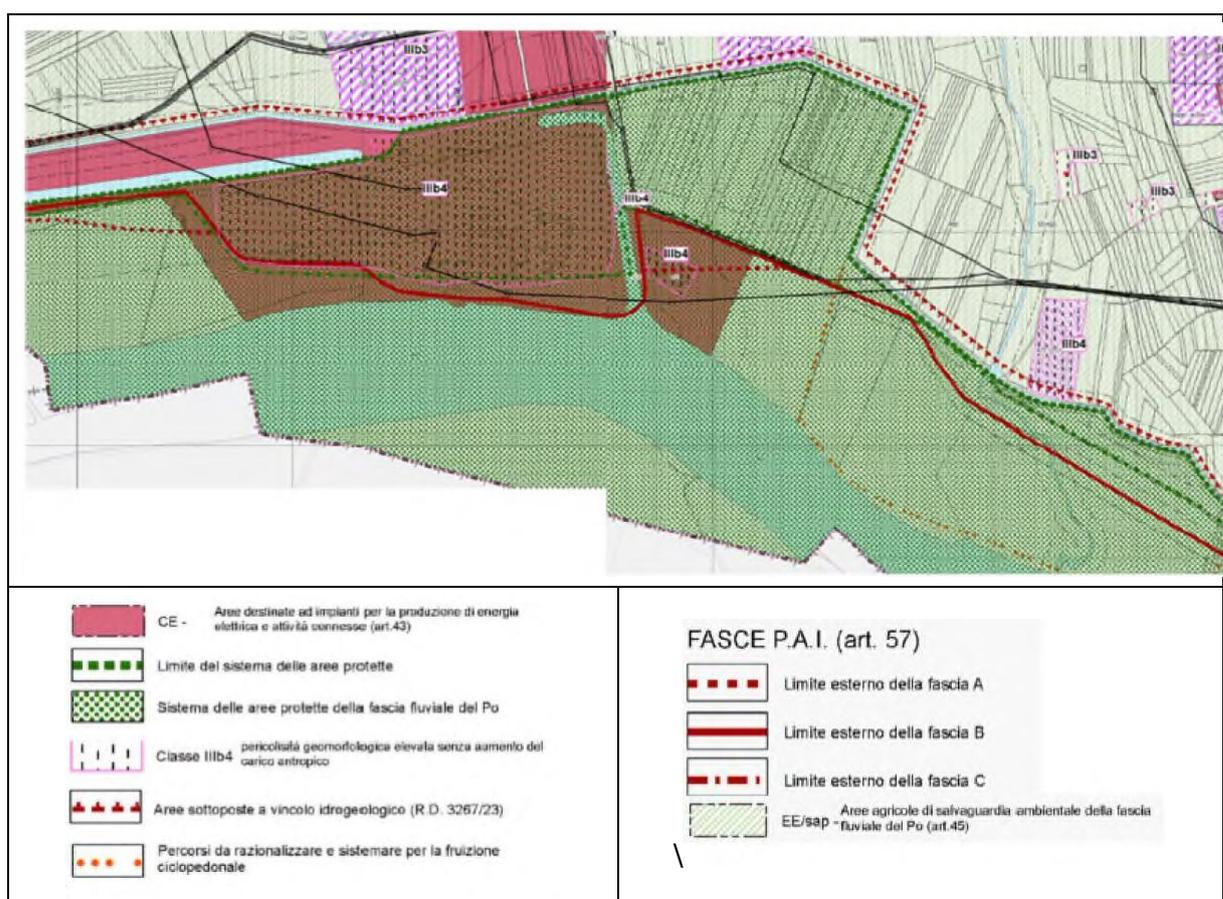 IIIb3
IIIb4
IIIb4
IIIb4
IIIb3
IIIb3
IIIb4
CE - Aree destinate ad impianti per la produzione di energia
elettrica e attività connesse (art.43)
Limite del sistema delle aree protette
Sistema delle aree protette della fascia fluviale del Po
Classe IIIb4 pericolosità geomorfologica elevata senza aumento del
carico antropico
Aree sottoposte a vincolo idrogeologico (R.D. 3267/23)
Percorsi da razionalizzare e sistemare per la fruizione
ciclopedonale
FASCE P.A.I. (art. 57)
Limite esterno della fascia A
Limite esterno della fascia B
Limite esterno della fascia C
EE/sap - Aree agricole di salvaguardia ambientale della fascia
fluviale del Po (art.45)
\